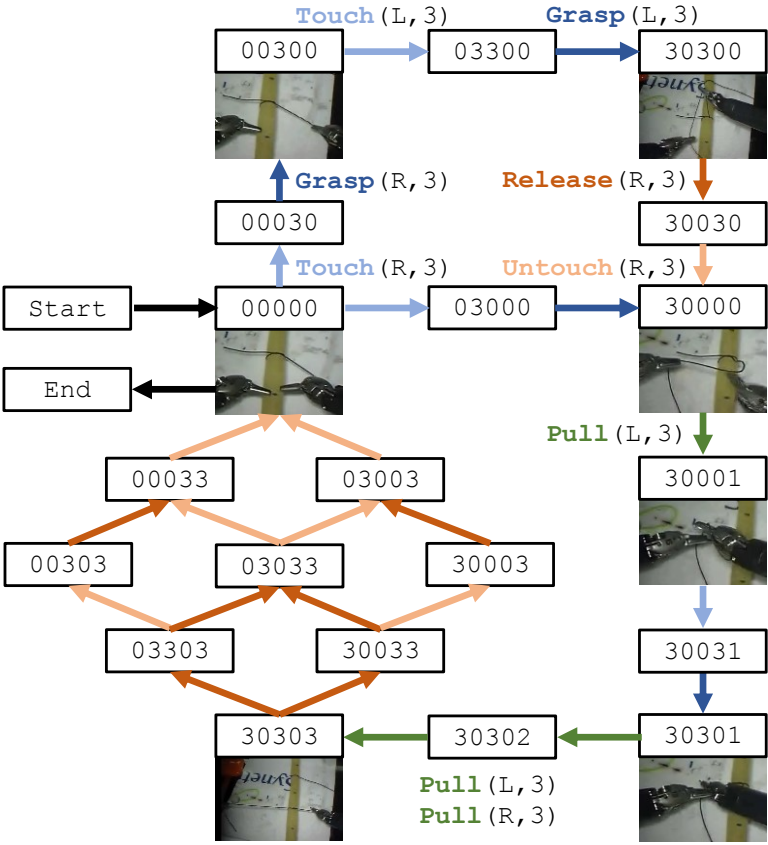 Touch(L,3) Grasp(L,3)
00300 03300 30300
Grasp(R,3) Release(R,3)
00030 30030
Touch(R,3) Untouch(R,3)
Start 00000 03000 30000
End
Pull(L,3)
00033 03003 30001
00303 03033 30003
03303 30033 30031
30303 30302 30301
Pull(L,3)
Pull(R,3)